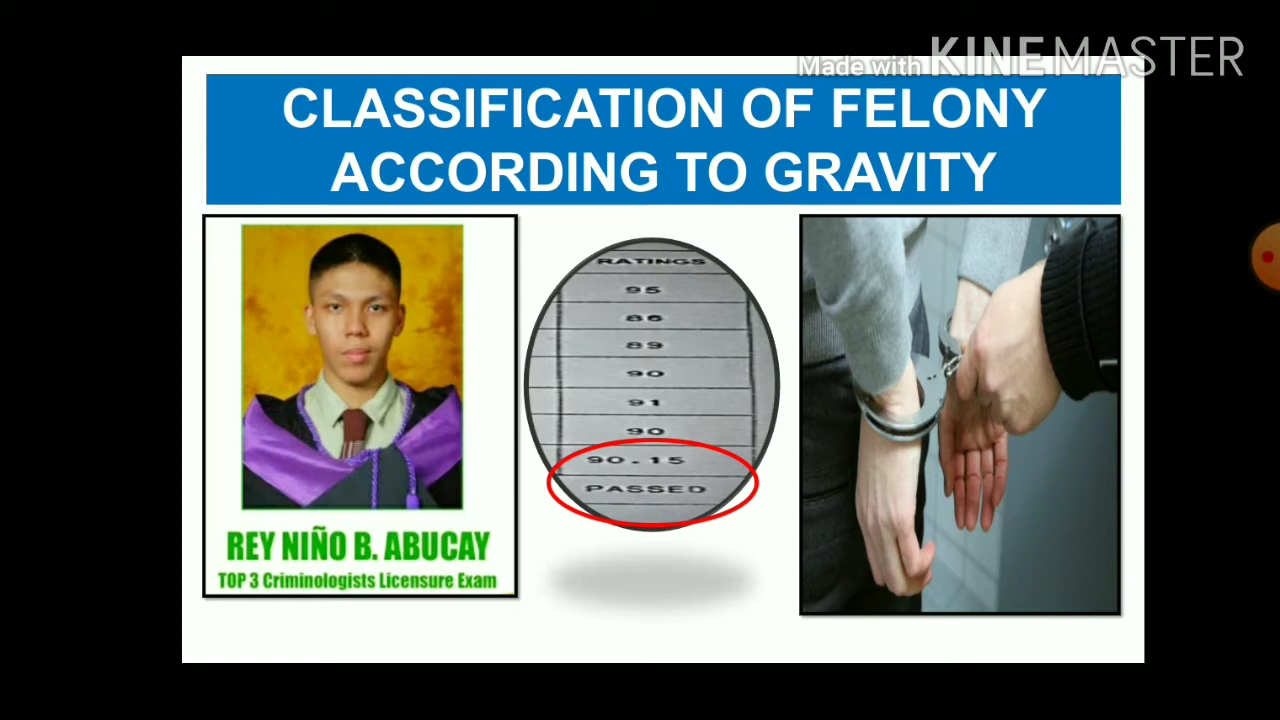 Made with KINEMASTER
CLASSIFICATION OF FELONY
ACCORDING TO GRAVITY
REY NIÑO B. ABUCAY
TOP 3 Criminologists Licensure Exam
RATINGS
95
86
89
90
91
90
90.15
PASSED